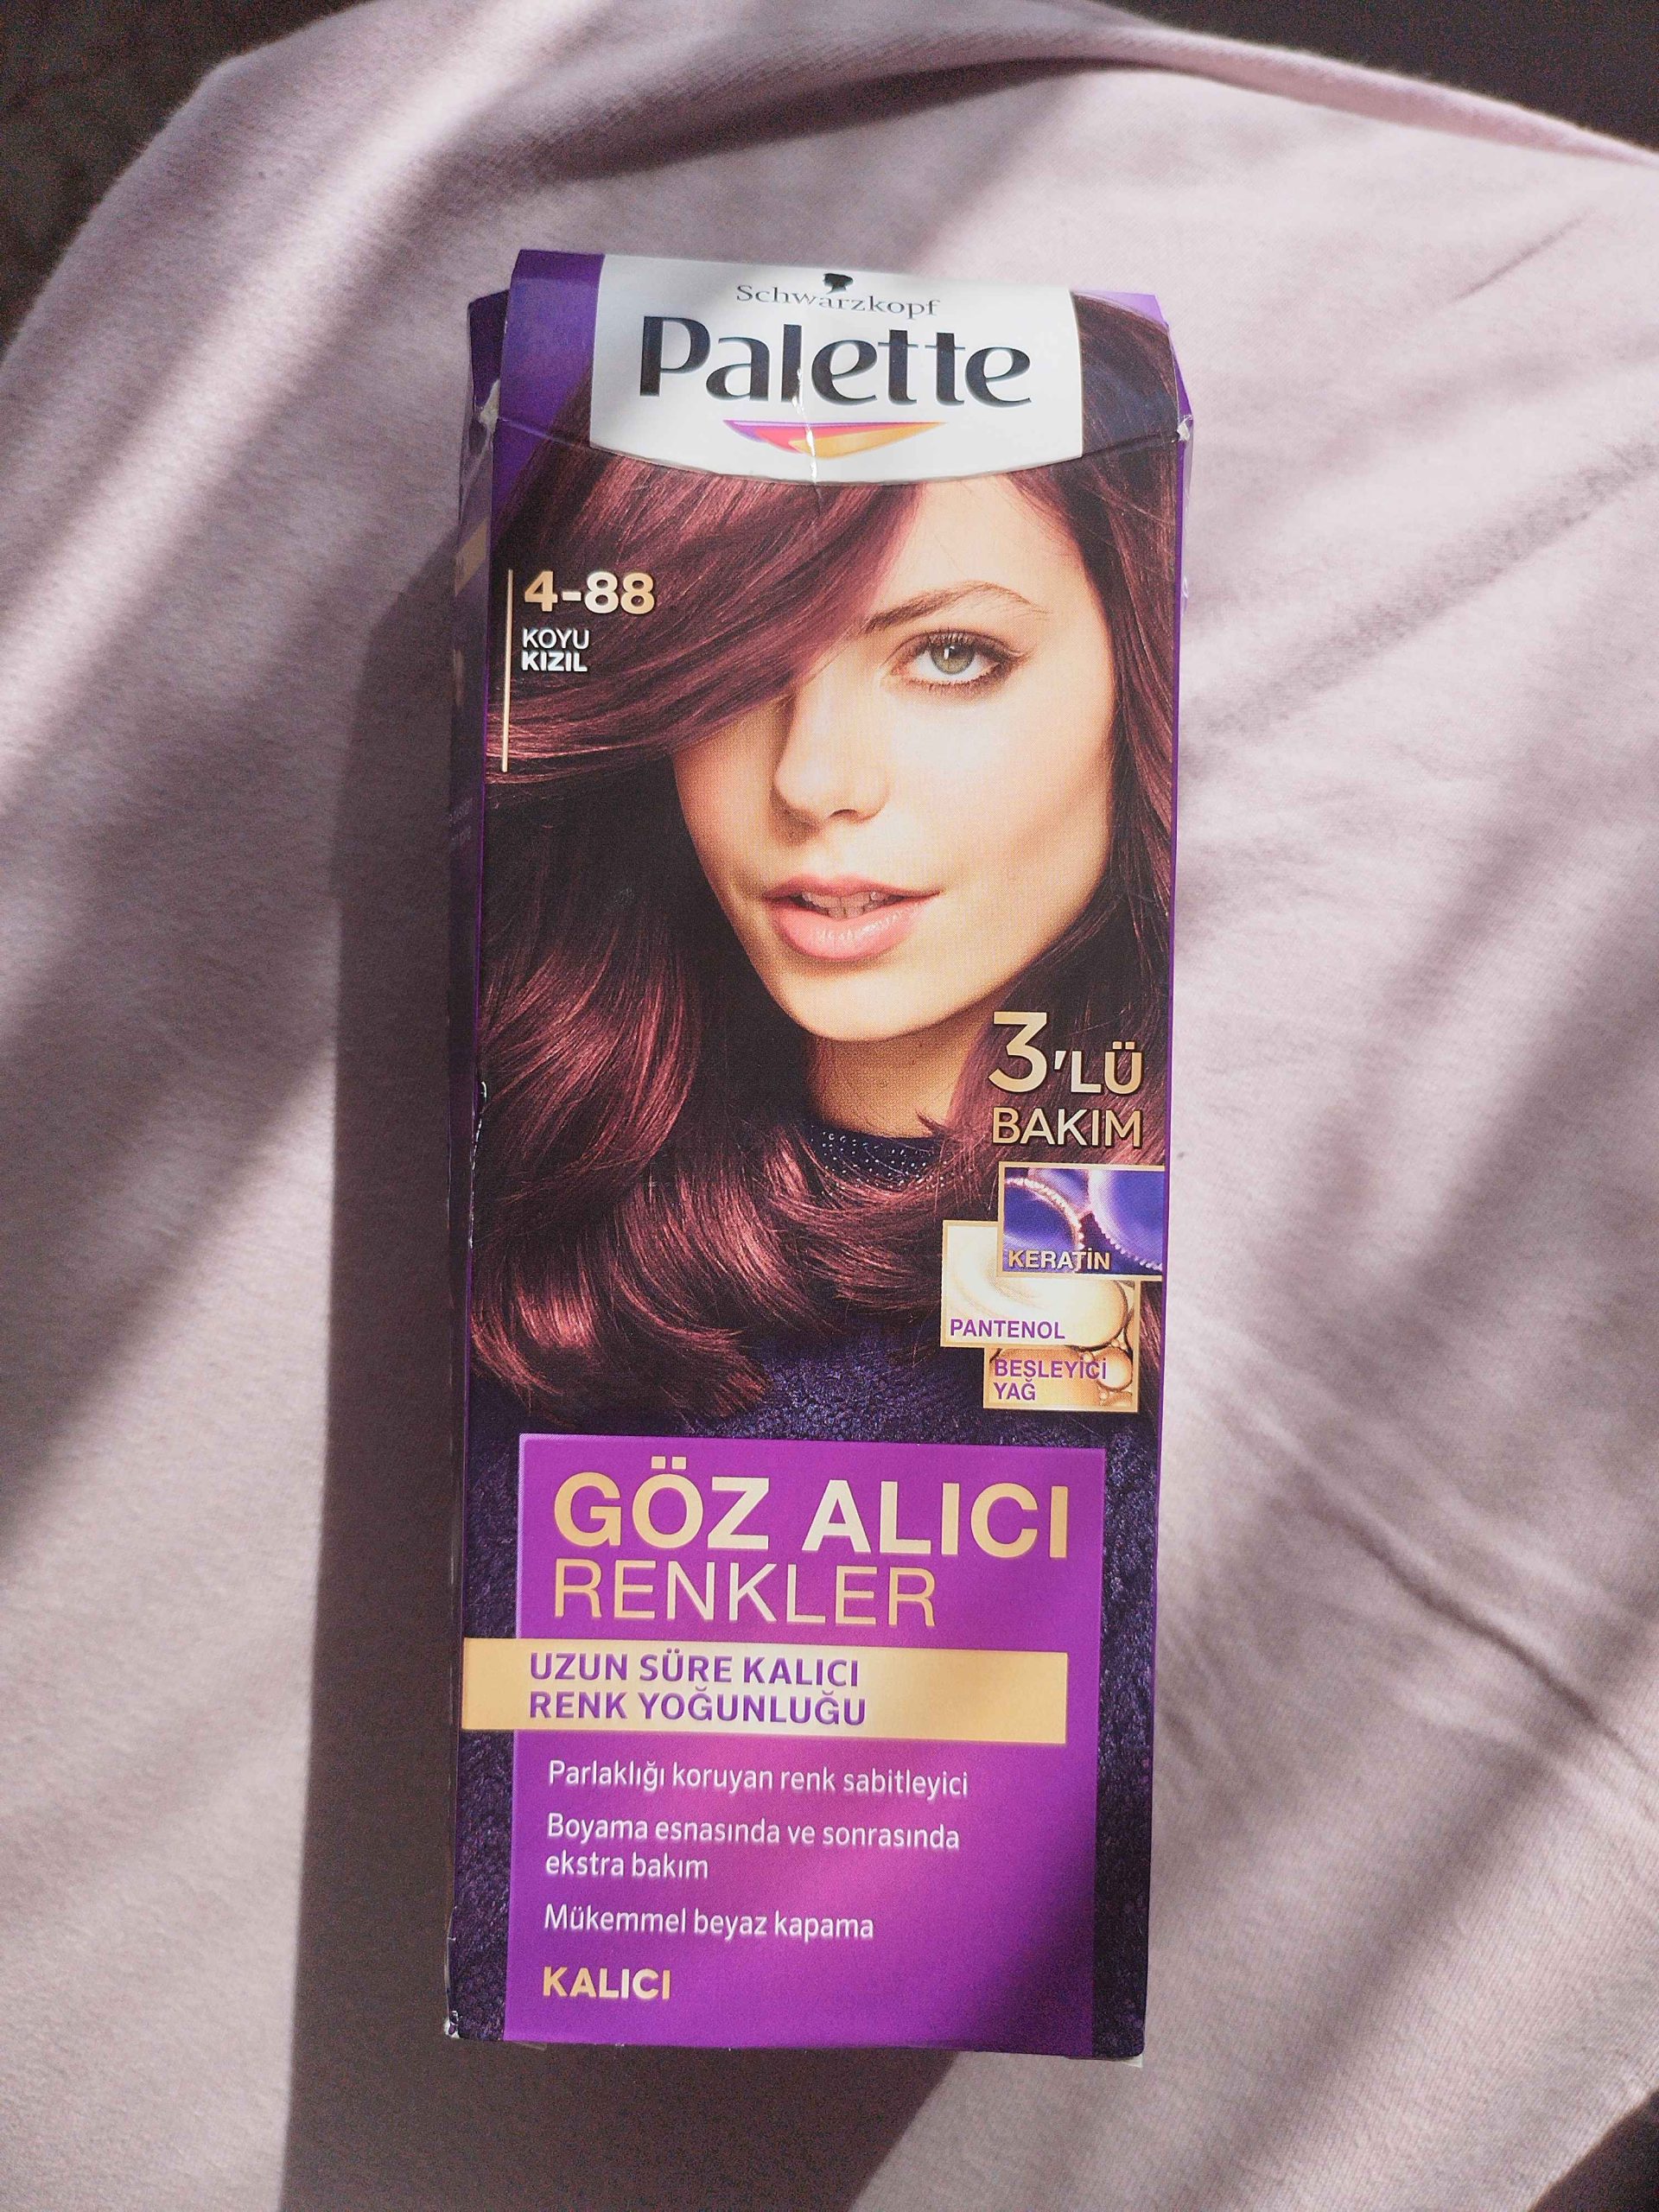 Schwarzkopf
Palette
4-88
KOYU
KIZIL
3'LÜ
BAKIM
KERATİN
PANTENOL
BESLEYİCİ
YAĞ
GÖZ ALICI
RENKLER
UZUN SÜRE KALICI
RENK YOĞUNLUĞU
Parlaklığı koruyan renk sabitleyici
Boyama esnasında ve sonrasında
ekstra bakım
Mükemmel beyaz kapama
KALICI